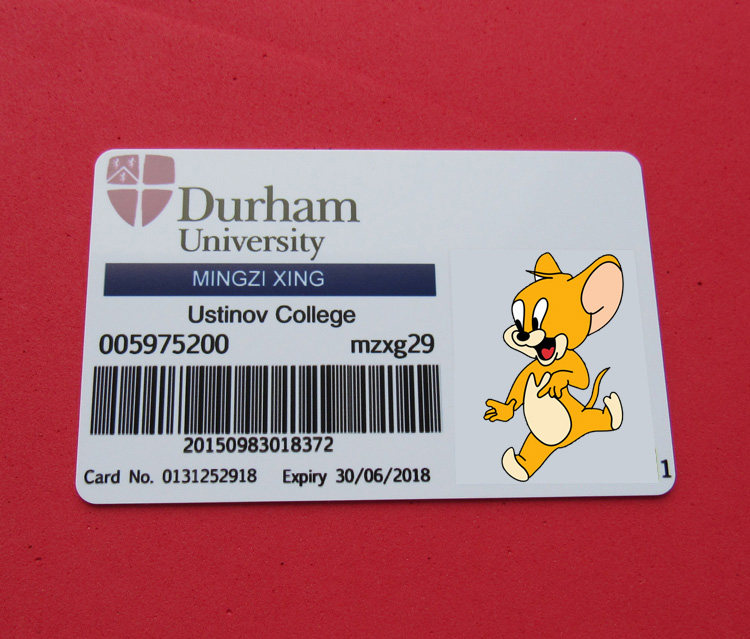 Durham
University
MINGZI XING
Ustinov College
005975200 mzxg29
20150983018372
Card No. 0131252918 Expiry 30/06/2018 1